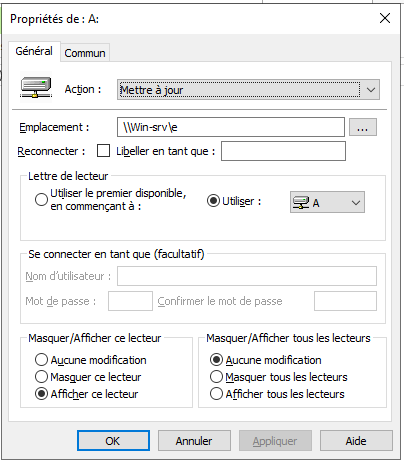 Propriétés de : A:
Général
Commun
Action :
Mettre à jour
Emplacement :
\\Win-srv\e
...
Reconnecter :
Libeller en tant que :
Lettre de lecteur
Utiliser le premier disponible,
en commençant à :
Utiliser :
A
Se connecter en tant que (facultatif)
Nom d'utilisateur :
Mot de passe :
Confirmer le mot de passe
Masquer/Afficher ce lecteur
Aucune modification
Masquer ce lecteur
Afficher ce lecteur
Masquer/Afficher tous les lecteurs
Aucune modification
Masquer tous les lecteurs
Afficher tous les lecteurs
OK
Annuler
Appliquer
Aide